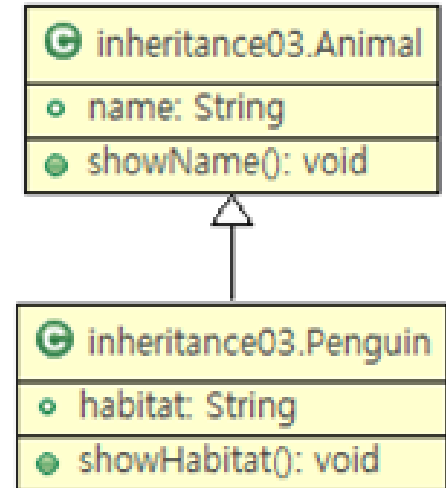 C inheritance03.Animal
name: String
showName(): void
C inheritance03.Penguin
habitat: String
showHabitat(): void